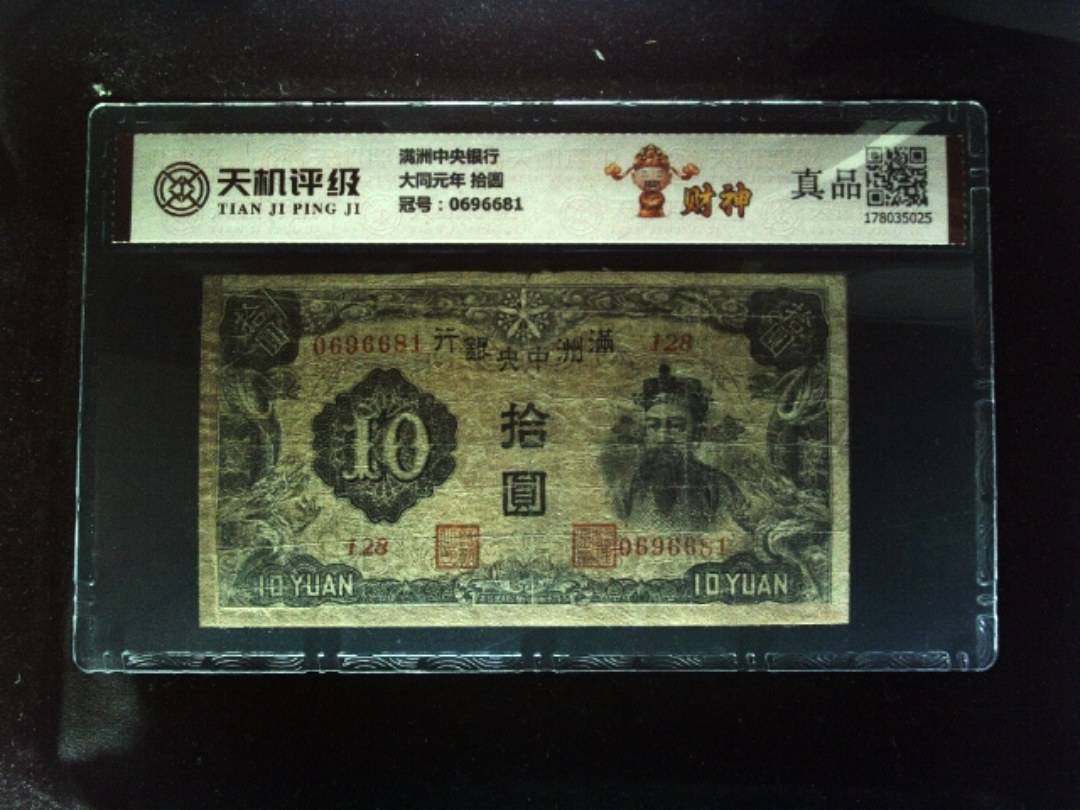 天机评级
TIAN JI PING JI
满洲中央银行
大同元年 拾圆
冠号：0696681
财神
真品
178035025
拾
拾
0696681
行銀央中洲滿
128
10
拾
圓
128
0696681
10 YUAN
10 YUAN